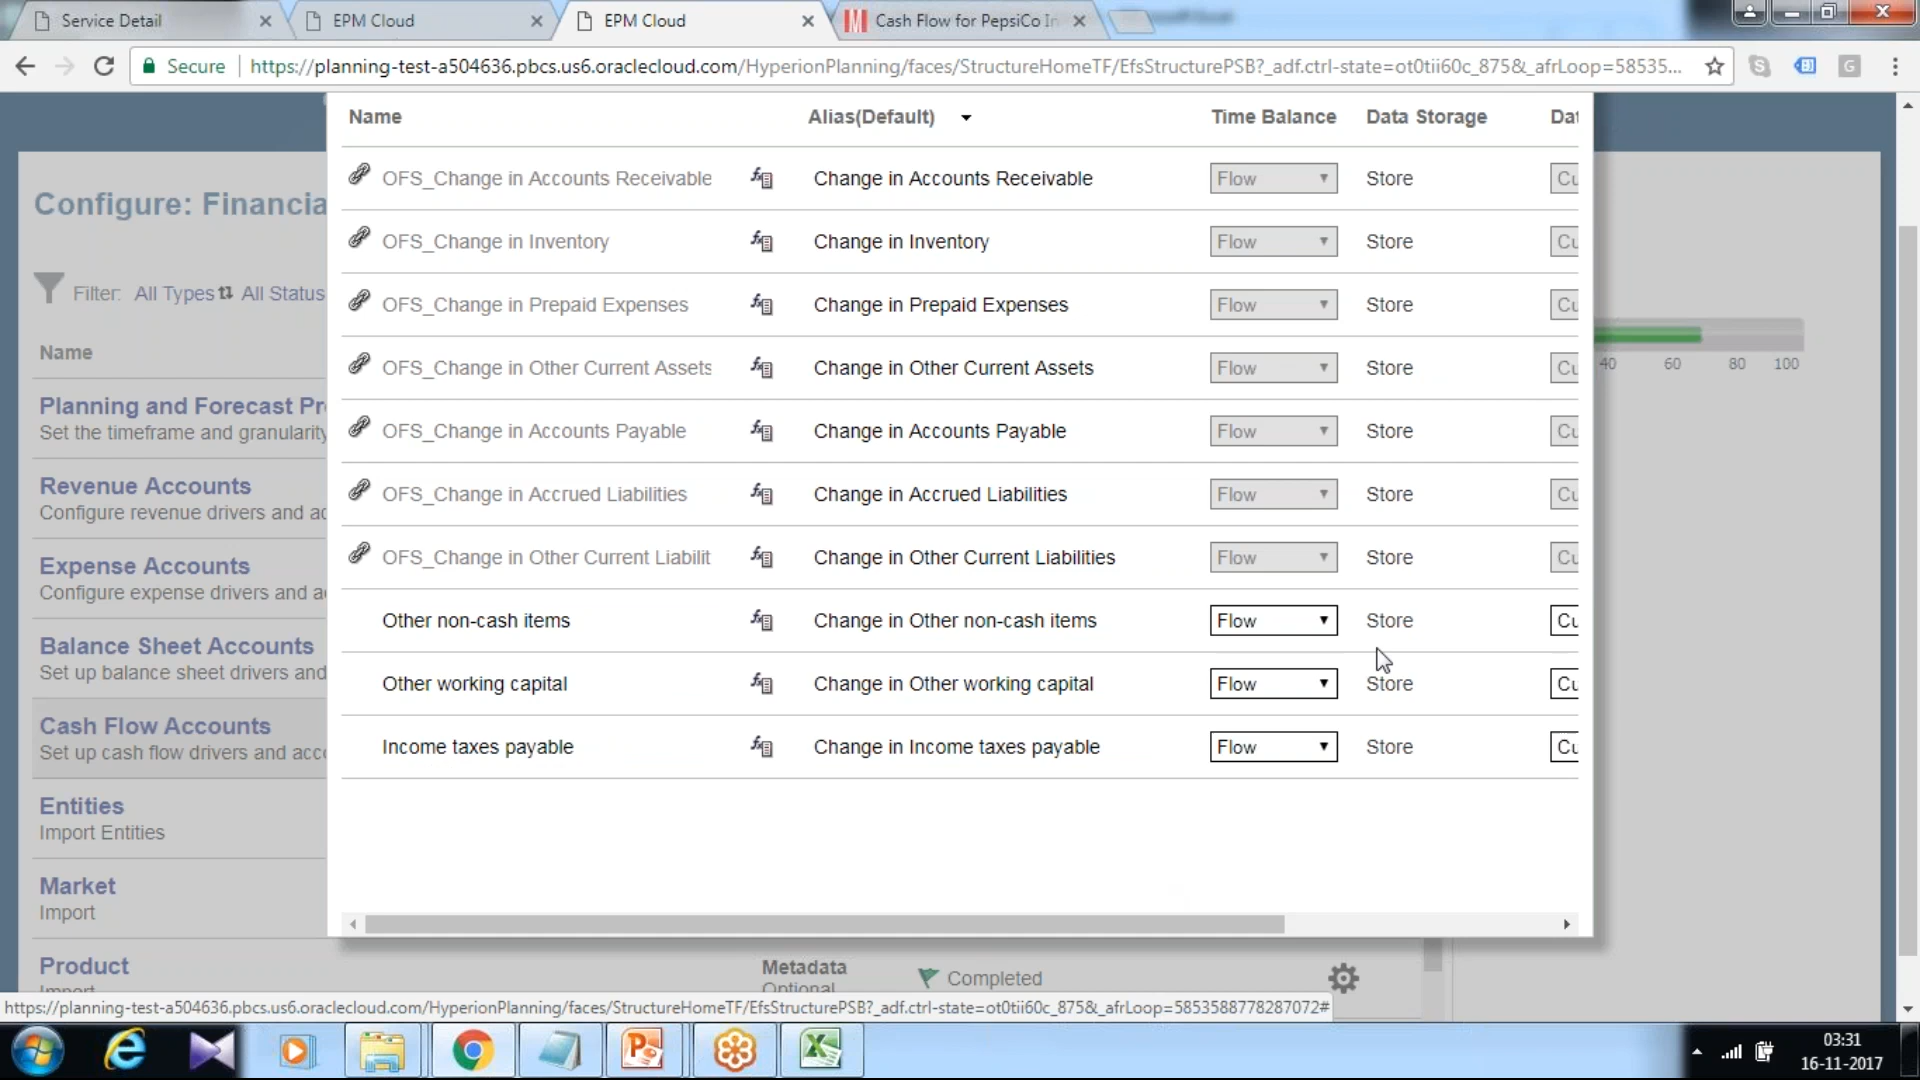 Service Detail
EPM Cloud
EPM Cloud
Cash Flow for PepsiCo In
Secure
https://planning-test-a504636.pbcs.us6.oraclecloud.com/HyperionPlanning/faces/StructureHomeTF/EfsStructurePSB?_adf.ctrl-state=ot0tii60c_875&_afrLoop=58535...
Name Alias(Default) Time Balance Data Storage Dat
OFS_Change in Accounts Receivable Change in Accounts Receivable Flow Store Cu
OFS_Change in Inventory Change in Inventory Flow Store Cu
OFS_Change in Prepaid Expenses Change in Prepaid Expenses Flow Store Cu
OFS_Change in Other Current Assets Change in Other Current Assets Flow Store Cu
OFS_Change in Accounts Payable Change in Accounts Payable Flow Store Cu
OFS_Change in Accrued Liabilities Change in Accrued Liabilities Flow Store Cu
OFS_Change in Other Current Liabilit Change in Other Current Liabilities Flow Store Cu
Other non-cash items Change in Other non-cash items Flow Store Cu
Other working capital Change in Other working capital Flow Store Cu
Income taxes payable Change in Income taxes payable Flow Store Cu
Configure: Financia
Filter: All Types All Status
Name
Planning and Forecast Pr
Set the timeframe and granularity
Revenue Accounts
Configure revenue drivers and ac
Expense Accounts
Configure expense drivers and a
Balance Sheet Accounts
Set up balance sheet drivers and
Cash Flow Accounts
Set up cash flow drivers and acc
Entities
Import Entities
Market
Import
Product
Import
Metadata
Optional
Completed
40 60 80 100
https://planning-test-a504636.pbcs.us6.oraclecloud.com/HyperionPlanning/faces/StructureHomeTF/EfsStructurePSB?_adf.ctrl-state=ot0tii60c_875&_afrLoop=5853588778287072#
03:31
16-11-2017